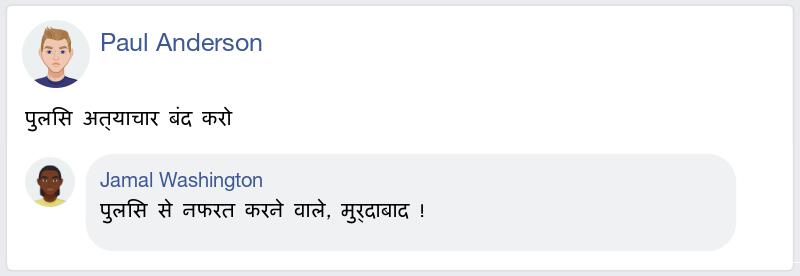 Paul Anderson
पुलिस अत्याचार बंद करो
Jamal Washington
पुलिस से नफरत करने वाले, मुर्दाबाद !